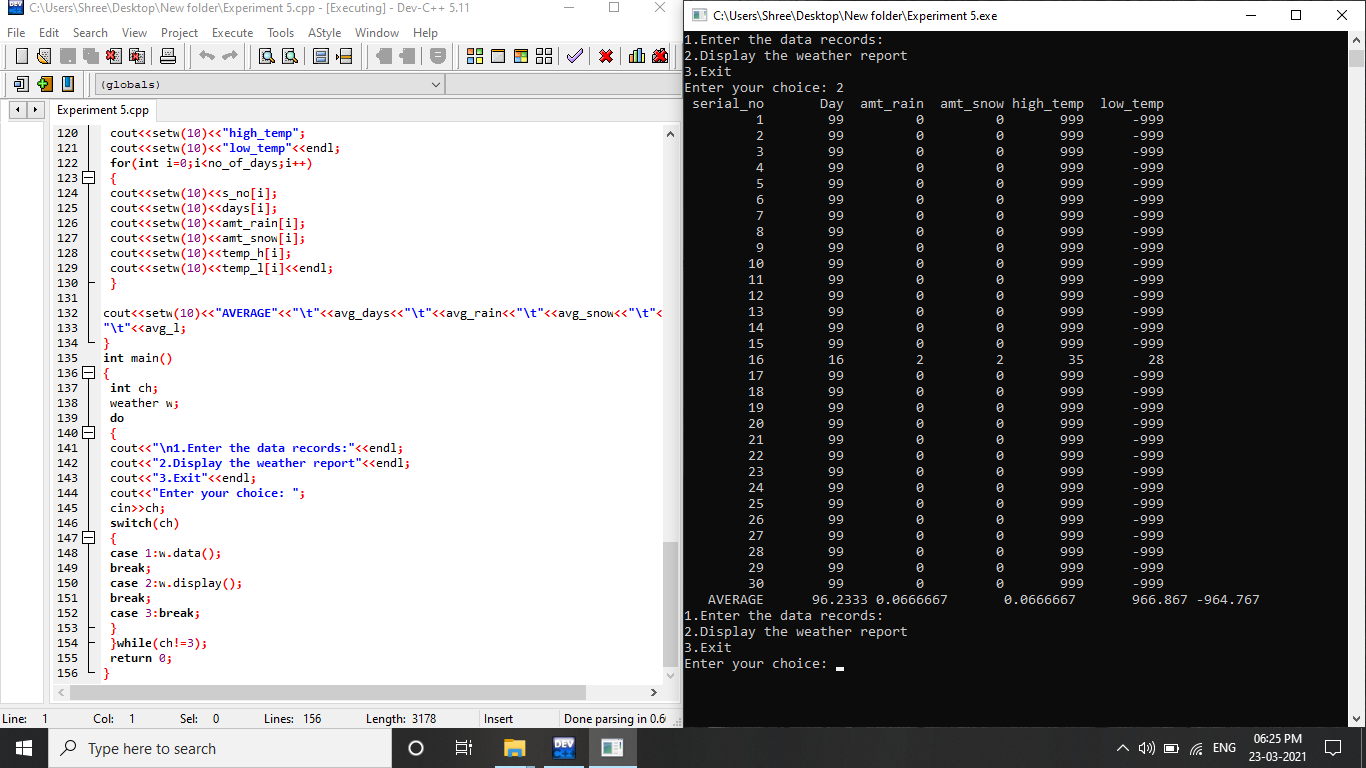 C:\Users\Shree\Desktop\New folder\Experiment 5.cpp - [Executing] - Dev-C++ 5.11
File Edit Search View Project Execute Tools AStyle Window Help
(globals)
Experiment 5.cpp
120 cout<<setw(10)<<"high_temp";
121 cout<<setw(10)<<"low_temp"<<endl;
122 for(int i=0;i<no_of_days;i++)
123 {
124 cout<<setw(10)<<s_no[i];
125 cout<<setw(10)<<days[i];
126 cout<<setw(10)<<amt_rain[i];
127 cout<<setw(10)<<amt_snow[i];
128 cout<<setw(10)<<temp_h[i];
129 cout<<setw(10)<<temp_l[i]<<endl;
130 }
131
132 cout<<setw(10)<<"AVERAGE"<<"\t"<<avg_days<<"\t"<<avg_rain<<"\t"<<avg_snow<<"\t"<
133 "\t"<<avg_l;
134 }
135 int main()
136 {
137 int ch;
138 weather w;
139 do
140 {
141 cout<<"\n1.Enter the data records:"<<endl;
142 cout<<"2.Display the weather report"<<endl;
143 cout<<"3.Exit"<<endl;
144 cout<<"Enter your choice: ";
145 cin>>ch;
146 switch(ch)
147 {
148 case 1:w.data();
149 break;
150 case 2:w.display();
151 break;
152 case 3:break;
153 }
154 }while(ch!=3);
155 return 0;
156 }
Line: 1 Col: 1 Sel: 0 Lines: 156 Length: 3178 Insert Done parsing in 0.6
C:\Users\Shree\Desktop\New folder\Experiment 5.exe
1.Enter the data records:
2.Display the weather report
3.Exit
Enter your choice: 2
serial_no Day amt_rain amt_snow high_temp low_temp
1 99 0 0 999 -999
2 99 0 0 999 -999
3 99 0 0 999 -999
4 99 0 0 999 -999
5 99 0 0 999 -999
6 99 0 0 999 -999
7 99 0 0 999 -999
8 99 0 0 999 -999
9 99 0 0 999 -999
10 99 0 0 999 -999
11 99 0 0 999 -999
12 99 0 0 999 -999
13 99 0 0 999 -999
14 99 0 0 999 -999
15 99 0 0 999 -999
16 16 2 2 35 28
17 99 0 0 999 -999
18 99 0 0 999 -999
19 99 0 0 999 -999
20 99 0 0 999 -999
21 99 0 0 999 -999
22 99 0 0 999 -999
23 99 0 0 999 -999
24 99 0 0 999 -999
25 99 0 0 999 -999
26 99 0 0 999 -999
27 99 0 0 999 -999
28 99 0 0 999 -999
29 99 0 0 999 -999
30 99 0 0 999 -999
AVERAGE 96.2333 0.0666667 0.0666667 966.867 -964.767
1.Enter the data records:
2.Display the weather report
3.Exit
Enter your choice:
Type here to search
DEV
ENG
06:25 PM
23-03-2021